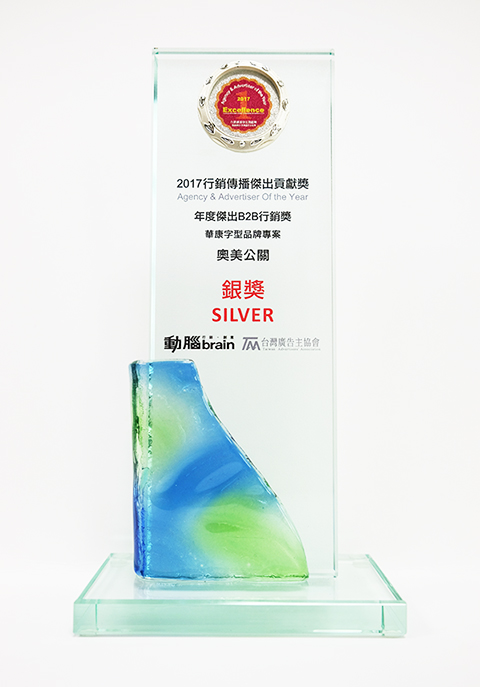 Agency & Advertiser of the Year
2017
Excellence
2017行銷傳播傑出貢獻獎
Agency & Advertiser Of the Year
年度傑出B2B行銷獎
華康字型品牌專案
奧美公關
銀獎
SILVER
動腦brain 台灣廣告主協會